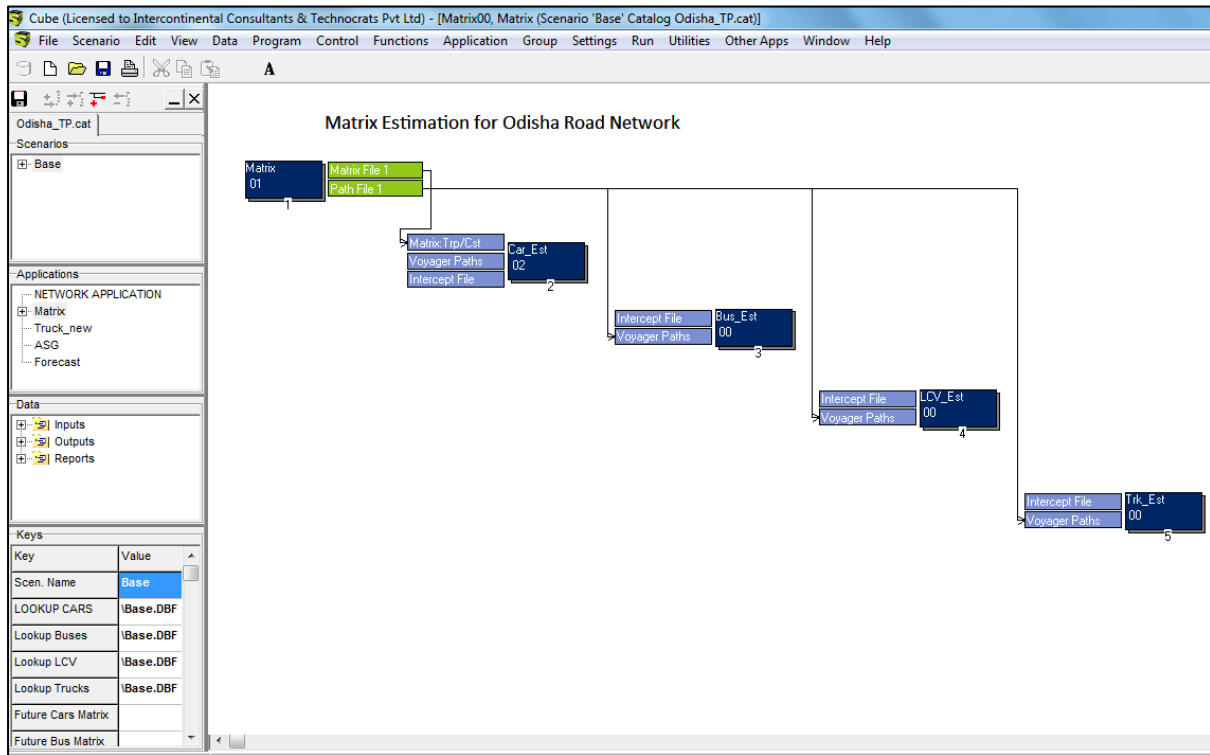 Cube (Licensed to Intercontinental Consultants & Technocrats Pvt Ltd) - [Matrix00, Matrix (Scenario 'Base' Catalog Odisha_TP.cat)]
File Scenario Edit View Data Program Control Functions Application Group Settings Run Utilities Other Apps Window Help
A
Odisha_TP.cat
Scenarios
Base
Applications
NETWORK APPLICATION
Matrix
Truck_new
ASG
Forecast
Data
Inputs
Outputs
Reports
Keys
Key Value
Scen. Name Base
LOOKUP CARS \Base.DBF
Lookup Buses \Base.DBF
Lookup LCV \Base.DBF
Lookup Trucks \Base.DBF
Future Cars Matrix
Future Bus Matrix
Matrix Estimation for Odisha Road Network
Matrix Matrix File 1
01 Path File 1
1
Matrix:Trp/Cst Car_Est
Voyager Paths 02
Intercept File
2
Intercept File Bus_Est
Voyager Paths 00
3
Intercept File LCV_Est
Voyager Paths 00
4
Intercept File Trk_Est
Voyager Paths 00
5